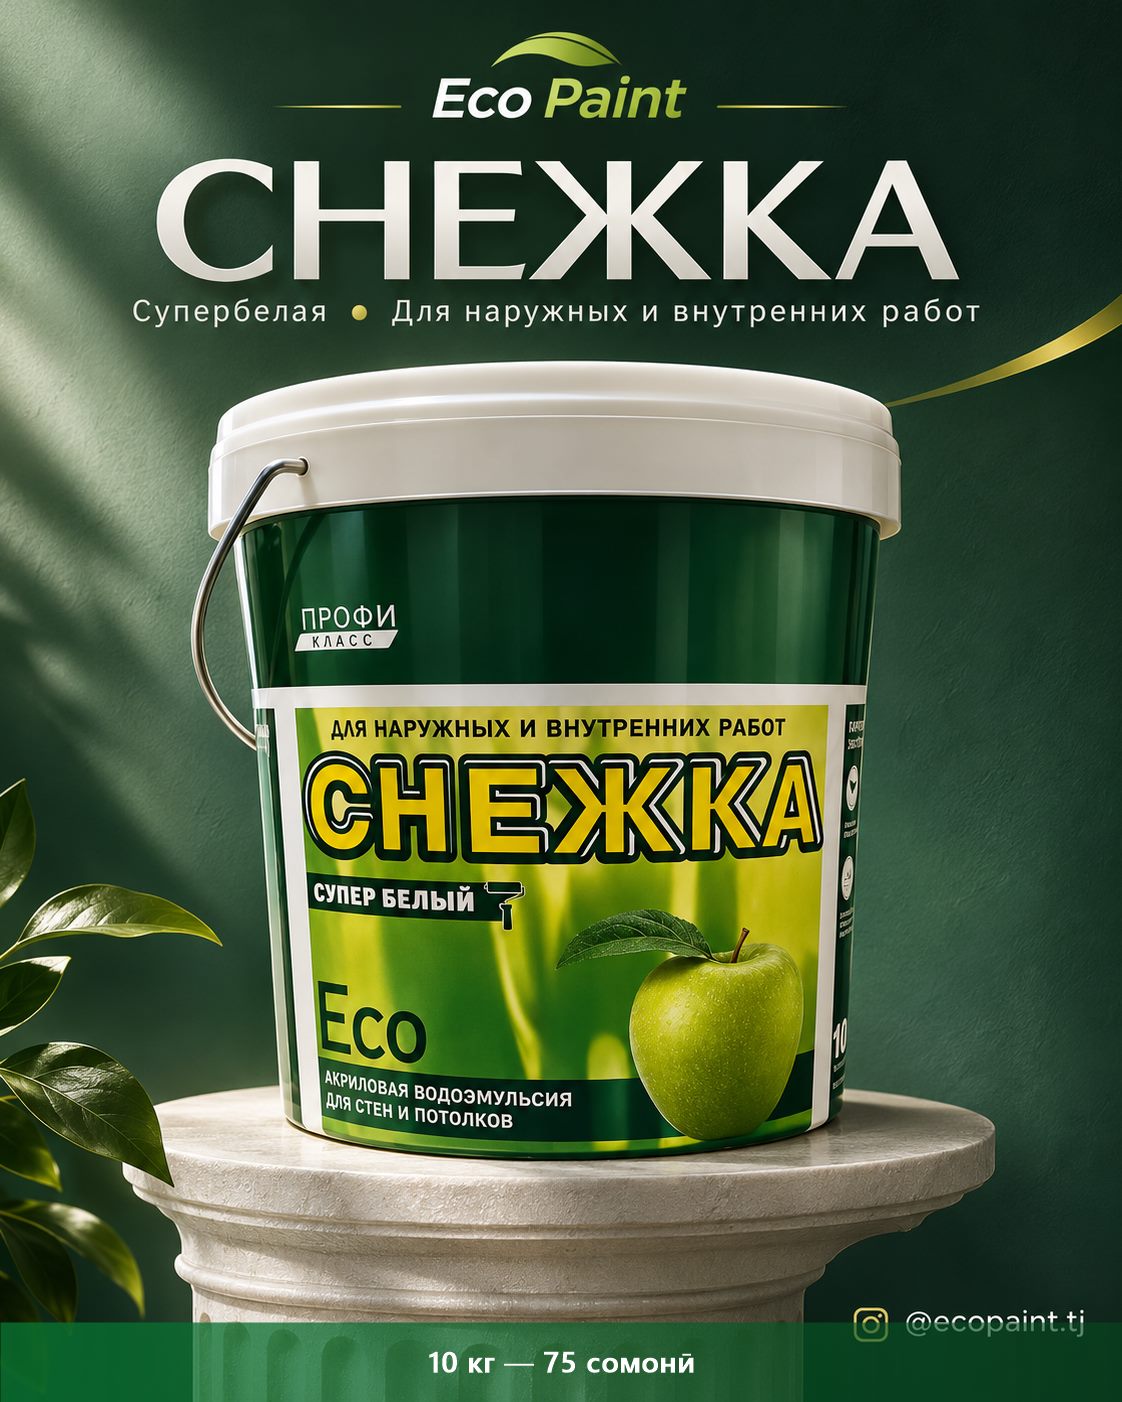 Eco Paint
СНЕЖКА
Супербелая • Для наружных и внутренних работ
ПРОФИ
КЛАСС
ДЛЯ НАРУЖНЫХ И ВНУТРЕННИХ РАБОТ
СНЕЖКА
СУПЕР БЕЛЫЙ
Eco
АКРИЛОВАЯ ВОДОЭМУЛЬСИЯ
ДЛЯ СТЕН И ПОТОЛКОВ
10
@ecopaint.tj
10 кг — 75 сомонӣ